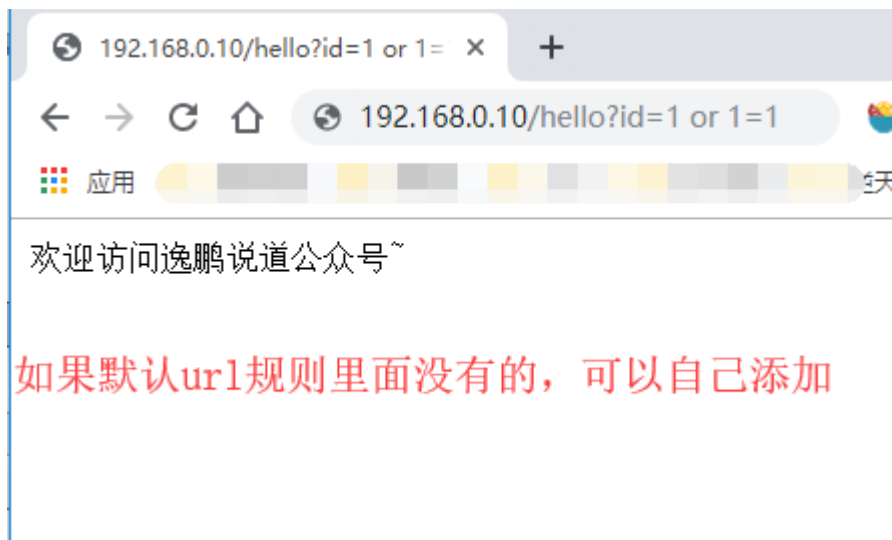 192.168.0.10/hello?id=1 or 1=
192.168.0.10/hello?id=1 or 1=1
应用
天
欢迎访问逸鹏说道公众号~
如果默认url规则里面没有的，可以自己添加